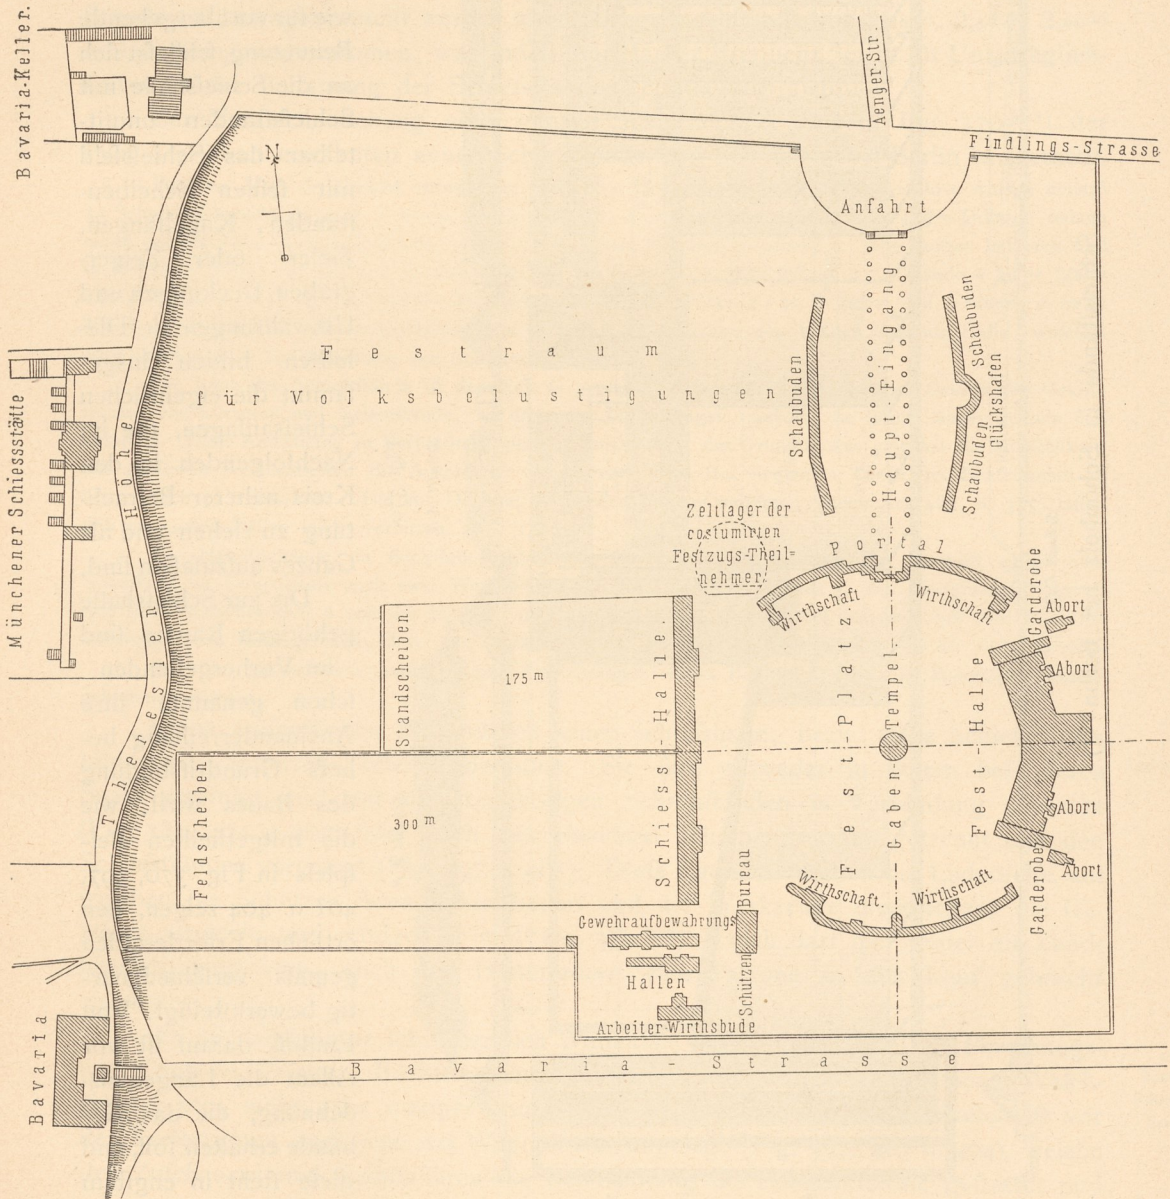 Bavaria-Keller.
Aenger-Str.
Findlings-Strasse
N
Anfahrt
Haupt-Eingang
Festraum
für Volksbelustigungen
Schaubuden
Schaubuden
Schaubuden
Glückshafen
Münchener Schiessstätte
Theresien-Höhe
Zeltlager der
costumirten
Festzugs-Theil=
nehmer.
Portal
Wirthschaft
Wirthschaft
Garderobe
Abort
Abort
Standscheiben.
175 m
Schiess-Halle.
Fest-Platz.
Gaben-Tempel.
Fest-Halle
Feldscheiben
300 m
Abort
Abort
Garderobe
Wirthschaft.
Wirthschaft
Gewehraufbewahrungs
Hallen
Schützen Bureau
Arbeiter-Wirthsbude
Bavaria
Bavaria-Strasse